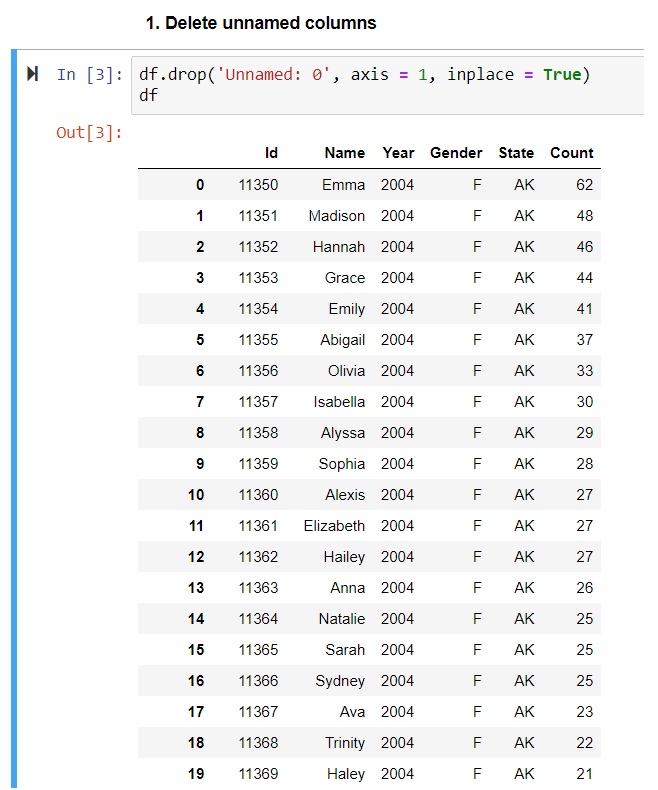 1. Delete unnamed columns
In [3]: df.drop('Unnamed: 0', axis = 1, inplace = True)
df
Out[3]:
Id Name Year Gender State Count
0 11350 Emma 2004 F AK 62
1 11351 Madison 2004 F AK 48
2 11352 Hannah 2004 F AK 46
3 11353 Grace 2004 F AK 44
4 11354 Emily 2004 F AK 41
5 11355 Abigail 2004 F AK 37
6 11356 Olivia 2004 F AK 33
7 11357 Isabella 2004 F AK 30
8 11358 Alyssa 2004 F AK 29
9 11359 Sophia 2004 F AK 28
10 11360 Alexis 2004 F AK 27
11 11361 Elizabeth 2004 F AK 27
12 11362 Hailey 2004 F AK 27
13 11363 Anna 2004 F AK 26
14 11364 Natalie 2004 F AK 25
15 11365 Sarah 2004 F AK 25
16 11366 Sydney 2004 F AK 25
17 11367 Ava 2004 F AK 23
18 11368 Trinity 2004 F AK 22
19 11369 Haley 2004 F AK 21